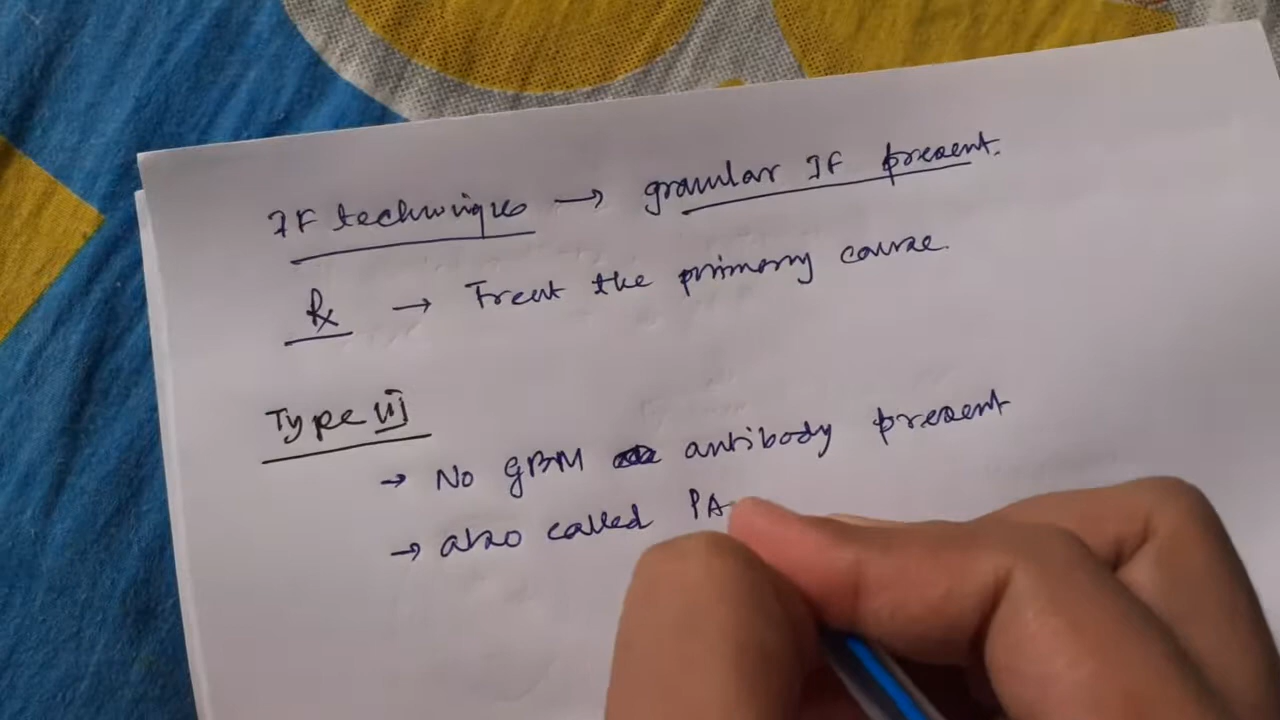 IF techniques → granular IF present.
Rx → Treat the primary cause.
Type III
→ No GBM antibody present
→ also called PA